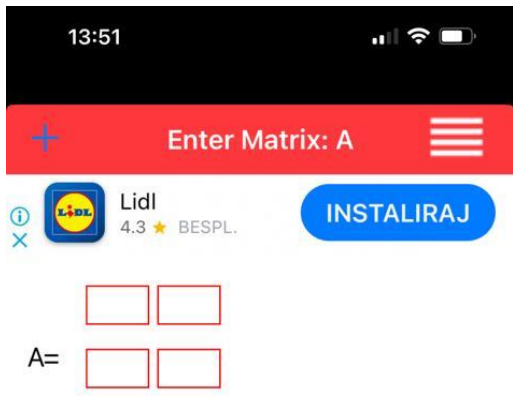 13:51
Enter Matrix: A
Lidl
LIDL
4.3 ★ BESPL.
INSTALIRAJ
A=